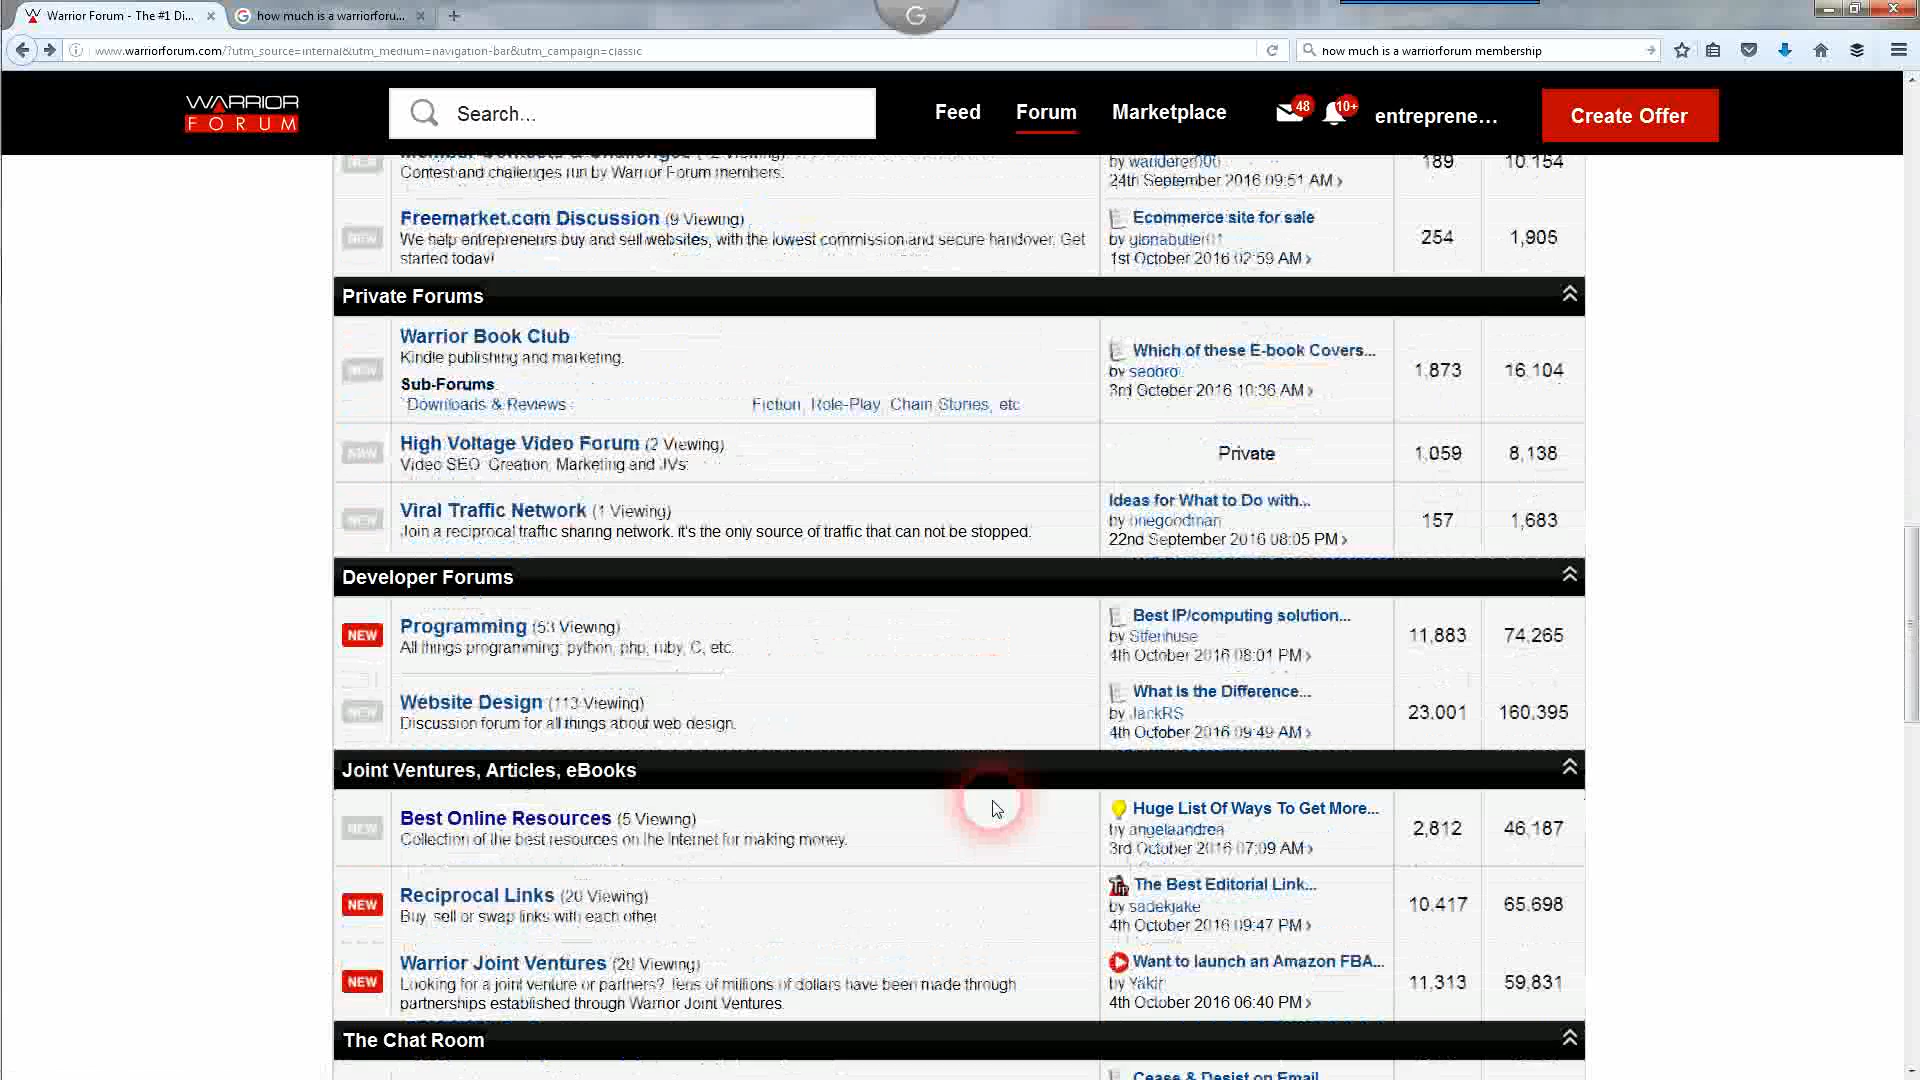 Warrior Forum - The #1 Di...
how much is a warriorforu...
www.warriorforum.com/?utm_source=internal&utm_medium=navigation-bar&utm_campaign=classic
how much is a warriorforum membership
WARRIOR
FORUM
Search...
Feed
Forum
Marketplace
48
10+
entreprene...
Create Offer
Contest and challenges run by Warrior Forum members.
by wanderer000
24th September 2016 09:51 AM
189
10,154
NEW
Freemarket.com Discussion (9 Viewing)
We help entrepreneurs buy and sell websites, with the lowest commission and secure handover. Get
started today!
Ecommerce site for sale
1st October 2016 02:59 AM
254
1,905
Private Forums
NEW
Warrior Book Club
Kindle publishing and marketing.
Sub-Forums
Downloads & Reviews
Fiction, Role-Play, Chain Stories, etc
Which of these E-book Covers...
by seobro
3rd October 2016 10:36 AM
1,873
16,104
NEW
High Voltage Video Forum (2 Viewing)
Video SEO, Creation, Marketing and JVs.
Private
1,059
8,138
NEW
Viral Traffic Network (1 Viewing)
Join a reciprocal traffic sharing network. it's the only source of traffic that can not be stopped.
Ideas for What to Do with...
by onegoodman
22nd September 2016 08:05 PM
157
1,683
Developer Forums
NEW
Programming (53 Viewing)
All things programming: python, php, ruby, C, etc.
Best IP/computing solution...
by
4th October 2016 08:01 PM
11,883
74,265
NEW
Website Design (113 Viewing)
Discussion forum for all things about web design.
What Is the Difference...
by JackRS
4th October 2016 09:49 AM
23,001
160,395
Joint Ventures, Articles, eBooks
NEW
Best Online Resources (5 Viewing)
Collection of the best resources on the Internet for making money.
Huge List Of Ways To Get More...
by angelaandrea
3rd October 2016 07:09 AM
2,812
46,187
NEW
Reciprocal Links (20 Viewing)
Buy, sell or swap links with each other
The Best Editorial Link...
by sadekjake
4th October 2016 09:47 PM
10,417
65,698
NEW
Warrior Joint Ventures (20 Viewing)
Looking for a joint venture or partners? Tens of millions of dollars have been made through
partnerships established through Warrior Joint Ventures.
Want to launch an Amazon FBA...
by Yakir
4th October 2016 06:40 PM
11,313
59,831
The Chat Room
Cease & Desist on Email